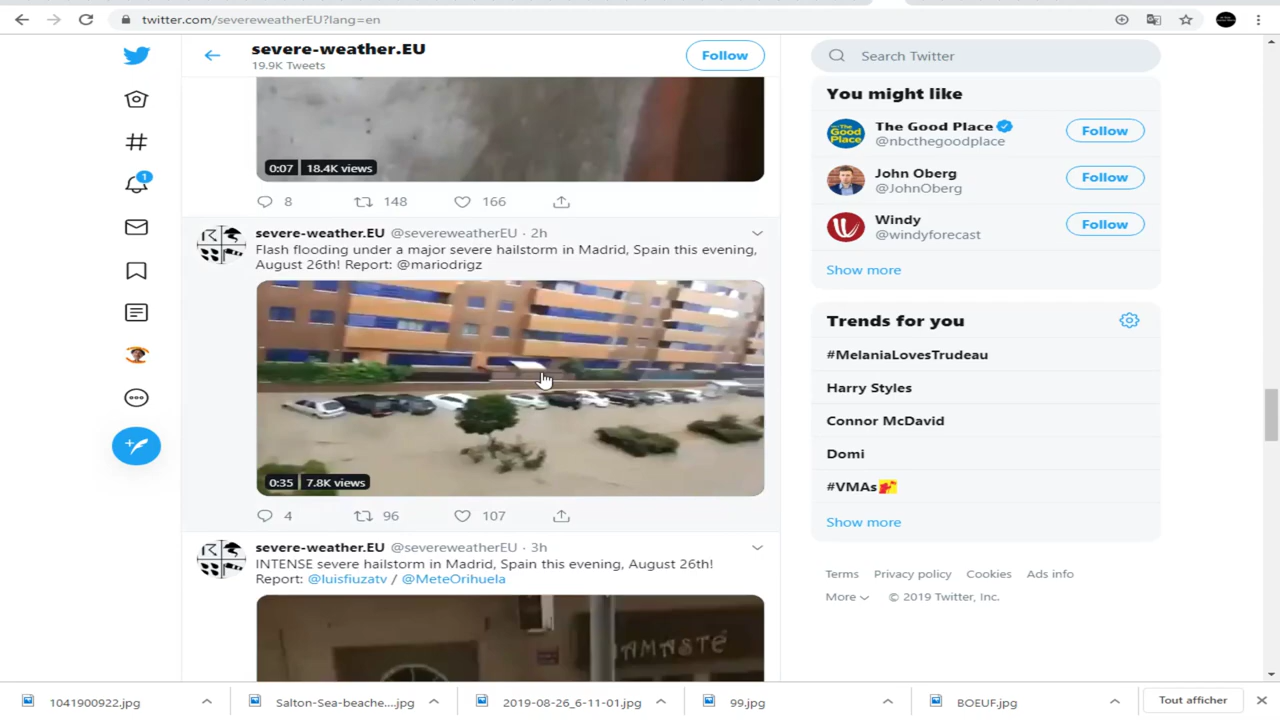 twitter.com/severeweatherEU?lang=en
severe-weather.EU
19.9K Tweets
Follow
0:07 18.4K views
8 148 166
severe-weather.EU @severeweatherEU · 2h
Flash flooding under a major severe hailstorm in Madrid, Spain this evening,
August 26th! Report: @mariodrigz
0:35 7.8K views
4 96 107
severe-weather.EU @severeweatherEU · 3h
INTENSE severe hailstorm in Madrid, Spain this evening, August 26th!
Report: @luisfiuzatv / @MeteOrihuela
AMASTE
1
Search Twitter
You might like
The Good Place
@nbcthegoodplace
Follow
John Oberg
@JohnOberg
Follow
Windy
@windyforecast
Follow
Show more
Trends for you
#MelaniaLovesTrudeau
Harry Styles
Connor McDavid
Domi
#VMAs
Show more
Terms Privacy policy Cookies Ads info
More © 2019 Twitter, Inc.
1041900922.jpg
Salton-Sea-beache....jpg
2019-08-26_6-11-01.jpg
99.jpg
BOEUF.jpg
Tout afficher